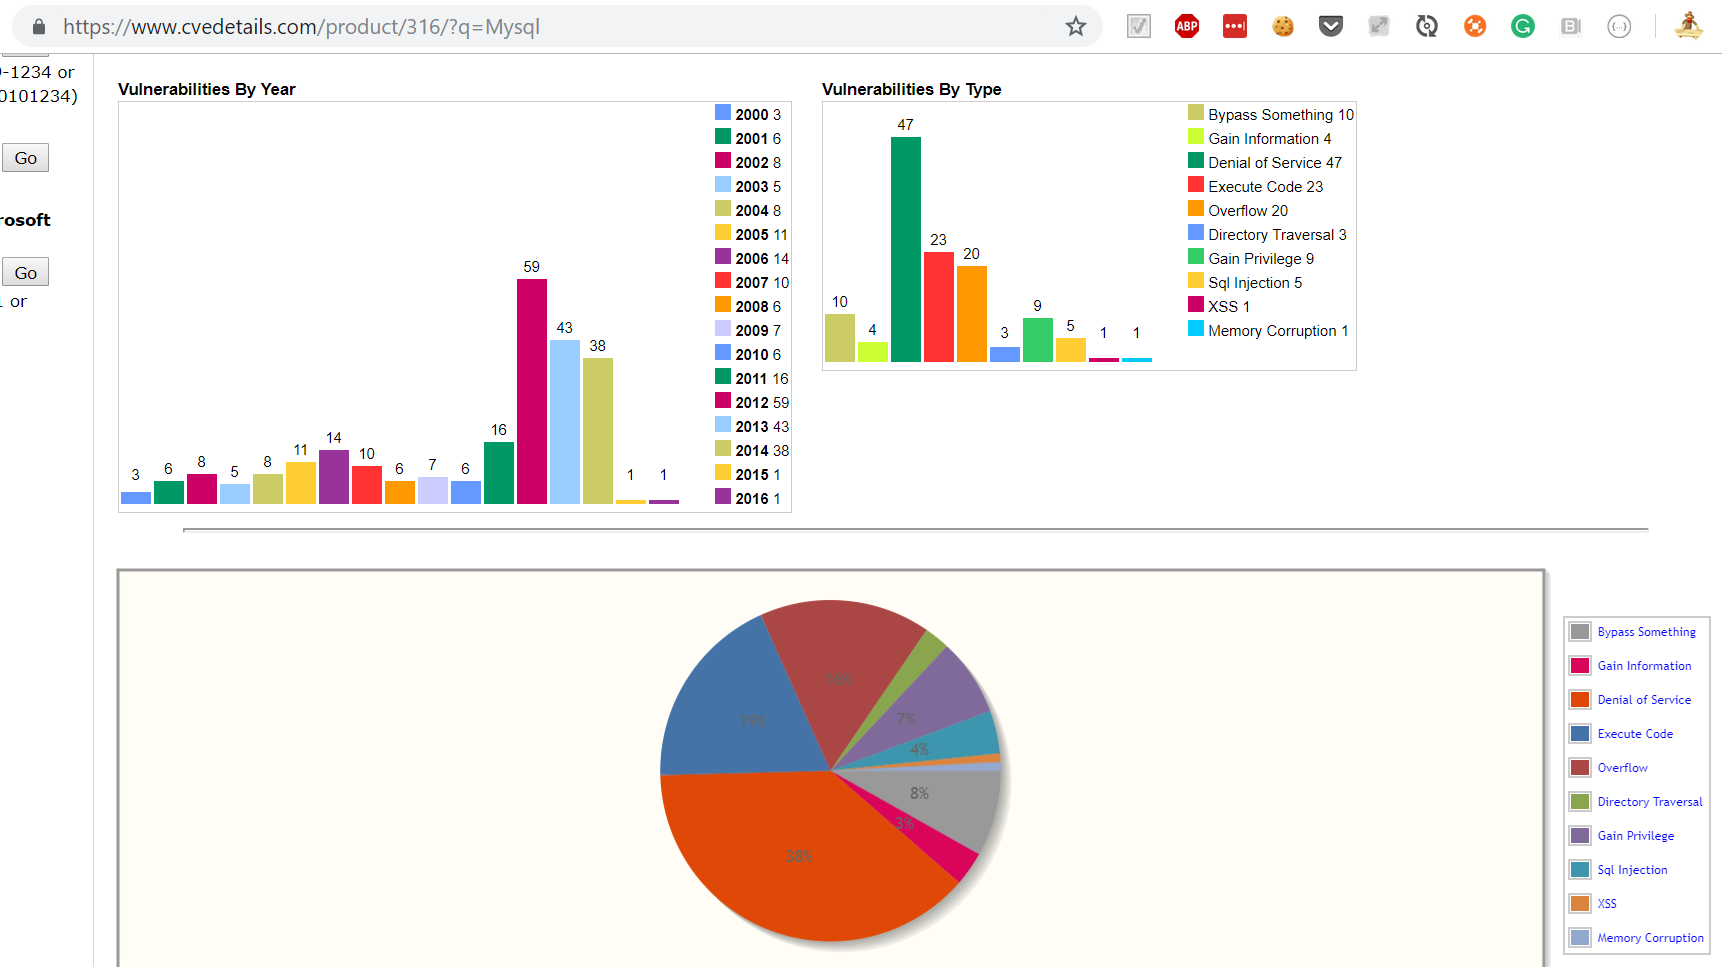 https://www.cvedetails.com/product/316/?q=Mysql
ABP
G
B
{...}
-1234 or
0101234)
Go
rosoft
Go
or
Vulnerabilities By Year
3
6
8
5
8
11
14
10
6
7
6
16
59
43
38
1
1
2000 3
2001 6
2002 8
2003 5
2004 8
2005 11
2006 14
2007 10
2008 6
2009 7
2010 6
2011 16
2012 59
2013 43
2014 38
2015 1
2016 1
Vulnerabilities By Type
10
4
47
23
20
3
9
5
1
1
Bypass Something 10
Gain Information 4
Denial of Service 47
Execute Code 23
Overflow 20
Directory Traversal 3
Gain Privilege 9
Sql Injection 5
XSS 1
Memory Corruption 1
16%
19%
7%
4%
8%
3%
38%
Bypass Something
Gain Information
Denial of Service
Execute Code
Overflow
Directory Traversal
Gain Privilege
Sql Injection
XSS
Memory Corruption